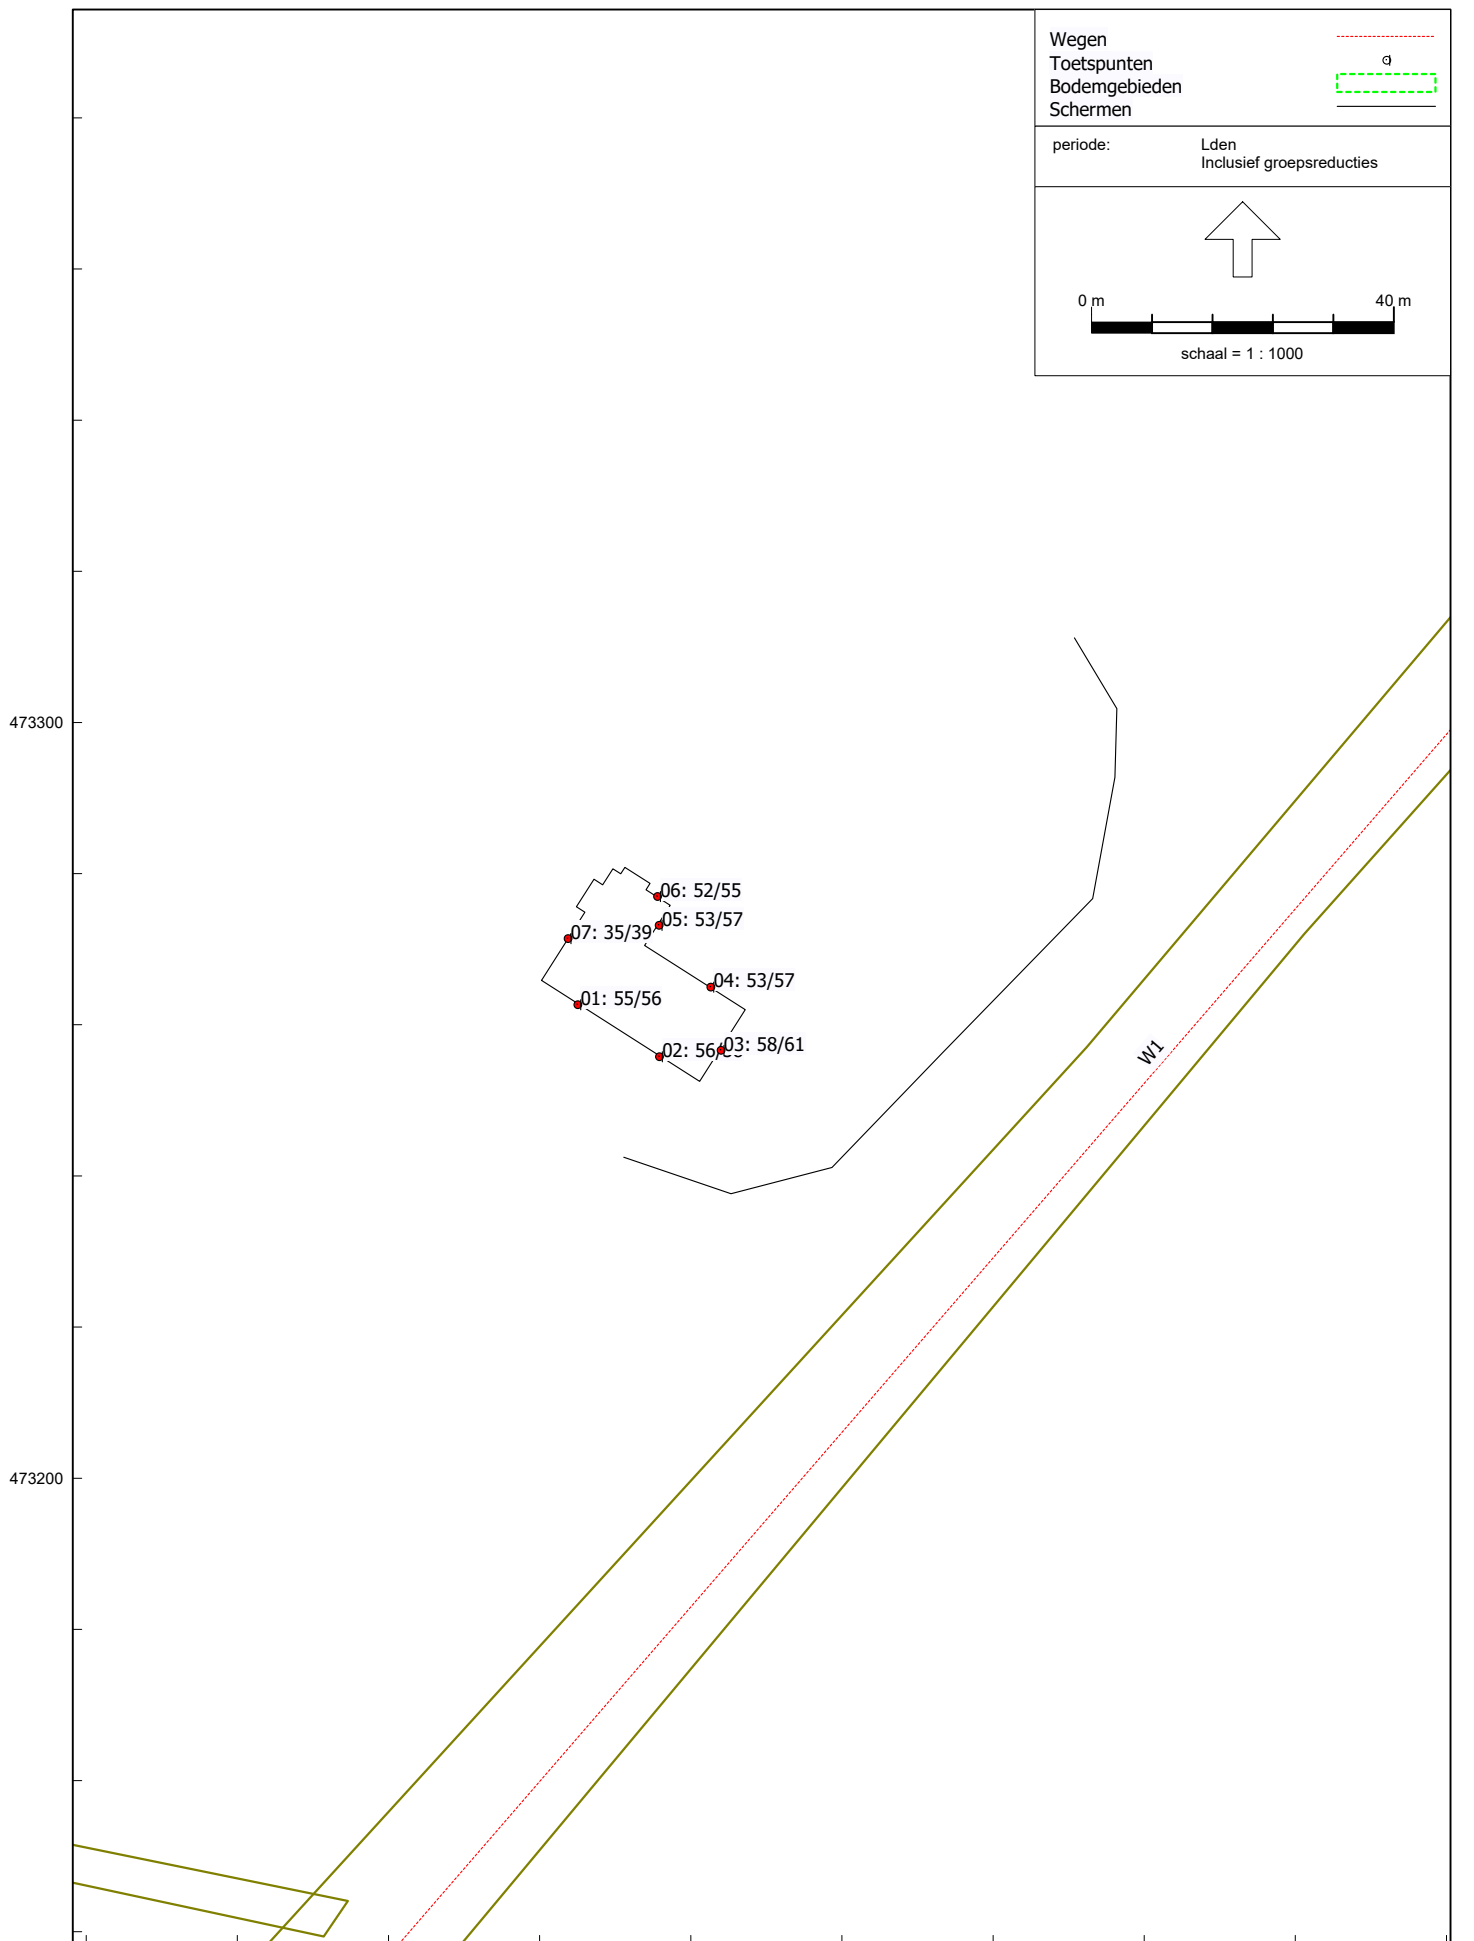 Wegen
Toetspunten
Bodemgebieden
Schermen
periode: Lden
Inclusief groepsreducties
0 m 40 m
schaal = 1 : 1000
473300
06: 52/55
05: 53/57
07: 35/39
04: 53/57
01: 55/56
03: 58/61
02: 56/
W1
473200